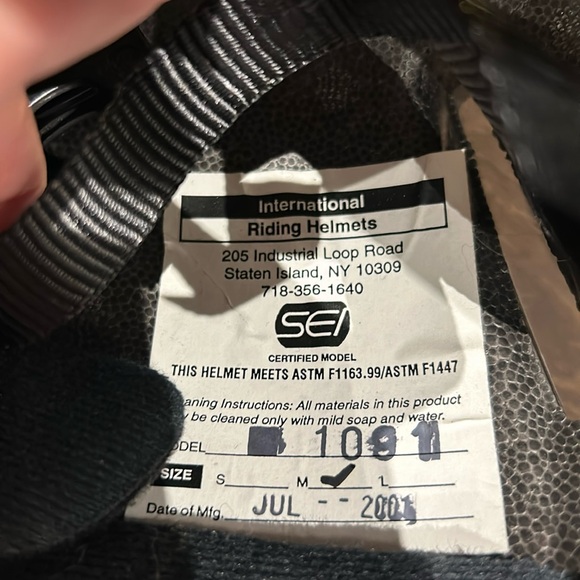 International
Riding Helmets
205 Industrial Loop Road
Staten Island, NY 10309
718-356-1640
SEI
CERTIFIED MODEL
THIS HELMET MEETS ASTM F1163.99/ASTM F1447
Instructions: All materials in this product
be cleaned only with mild soap and water.
SIZE S M ✓ L
Date of Mfg. JUL --